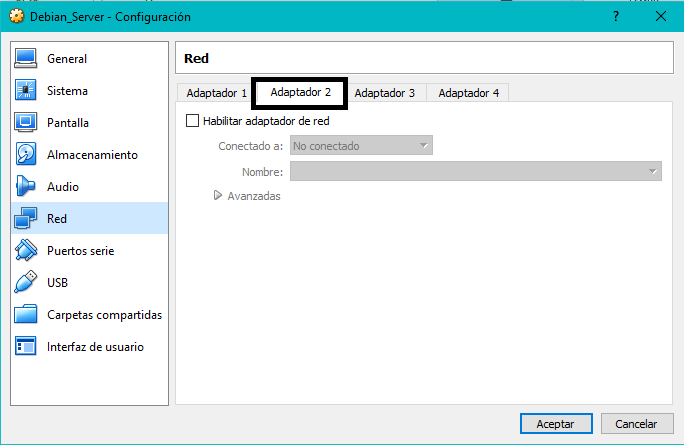 Debian_Server - Configuración
?
General
Sistema
Pantalla
Almacenamiento
Audio
Red
Puertos serie
USB
Carpetas compartidas
Interfaz de usuario
Red
Adaptador 1 Adaptador 2 Adaptador 3 Adaptador 4
Habilitar adaptador de red
Conectado a: No conectado
Nombre:
Avanzadas
Aceptar Cancelar